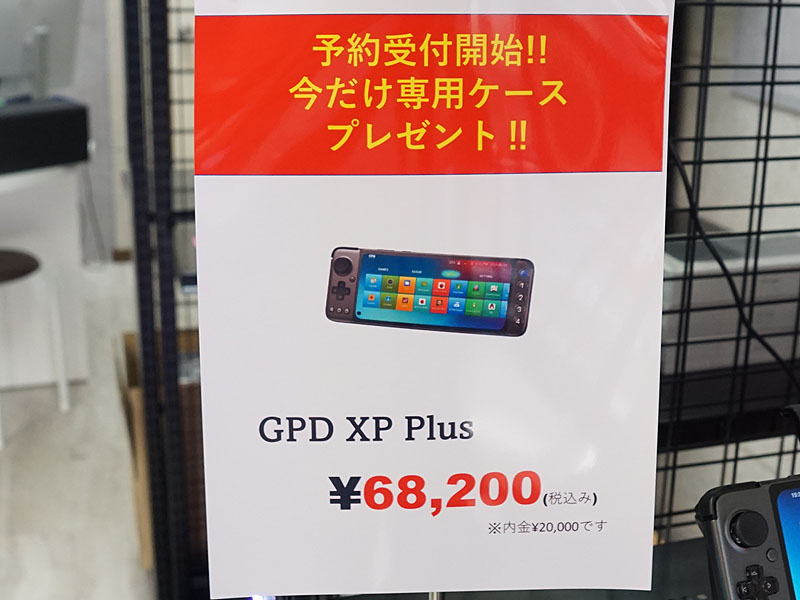 予約受付開始!!
今だけ専用ケース
プレゼント!!
GPD XP Plus
¥68,200(税込み)
※内金¥20,000です